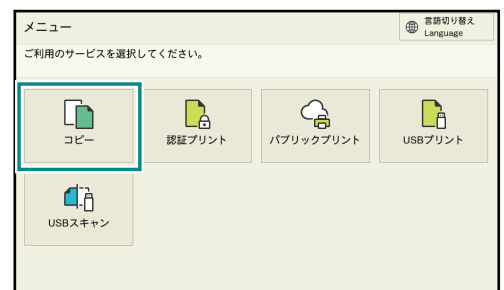 メニュー
言語切り替え
Language
ご利用のサービスを選択してください。
コピー
認証プリント
パブリックプリント
USBプリント
USBスキャン